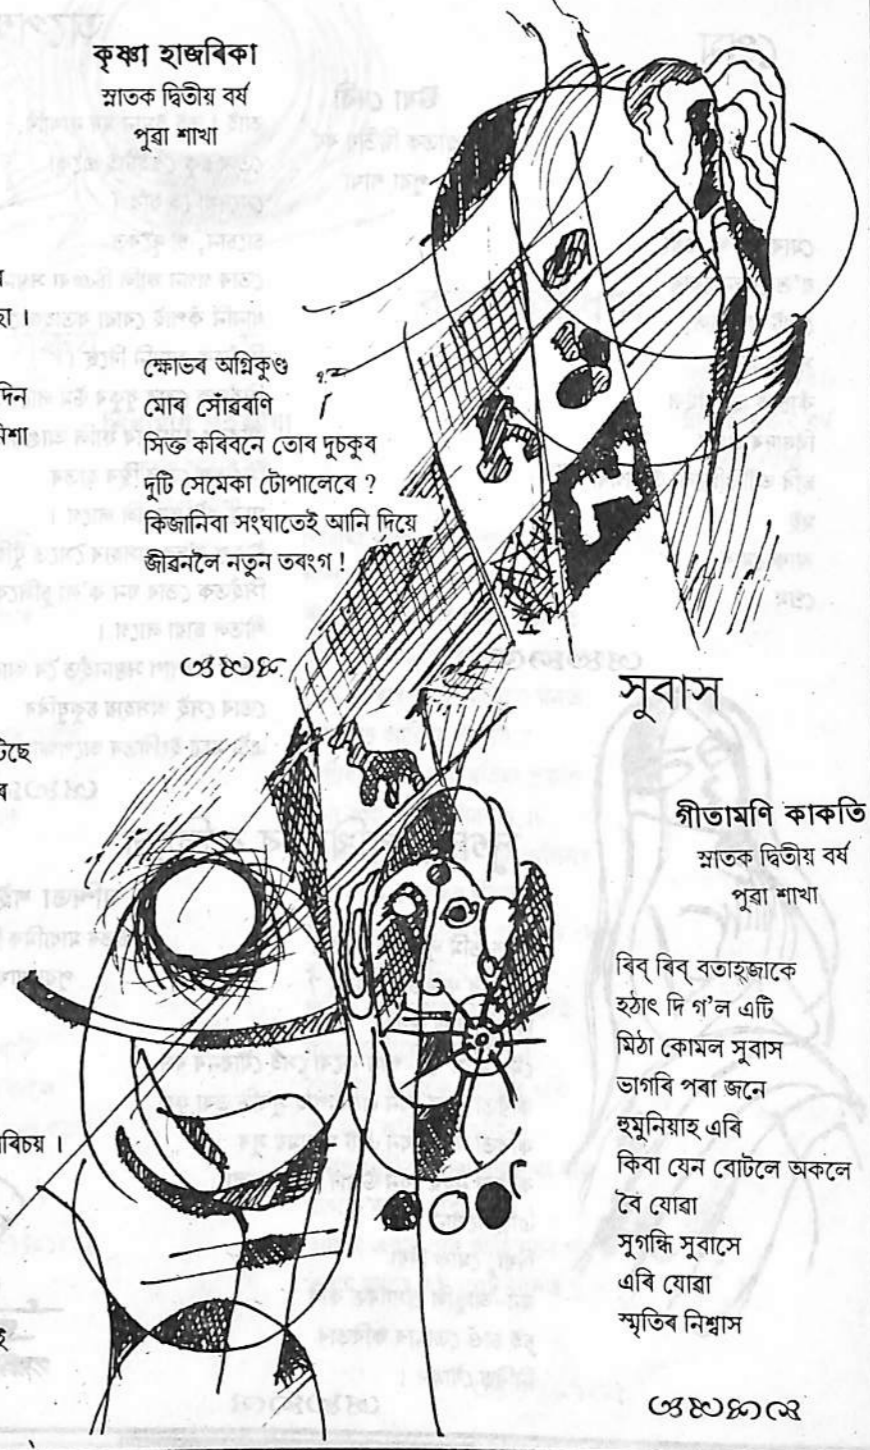 কৃষ্ণা হাজৰিকা
স্নাতক দ্বিতীয় বৰ্ষ
পুৱা শাখা
ক্ষোভৰ অগ্নিকুণ্ড
মোৰ সোঁৱৰণি
সিক্ত কৰিবনে তোৰ দুচকুৰ
দুটি সেমেকা টোপালেৰে ?
কিজানিবা সংঘাতেই আনি দিয়ে
জীৱনলৈ নতুন তৰংগ !
সুবাস
গীতামণি কাকতি
স্নাতক দ্বিতীয় বৰ্ষ
পুৱা শাখা
ৰিব্ ৰিব্ বতাহজাকে
হঠাৎ দি গ'ল এটি
মিঠা কোমল সুবাস
ভাগৰি পৰা জনে
হুমুনিয়াহ এৰি
কিবা যেন বোটলে অকলে
বৈ যোৱা
সুগন্ধি সুবাসে
এৰি যোৱা
স্মৃতিৰ নিশ্বাস